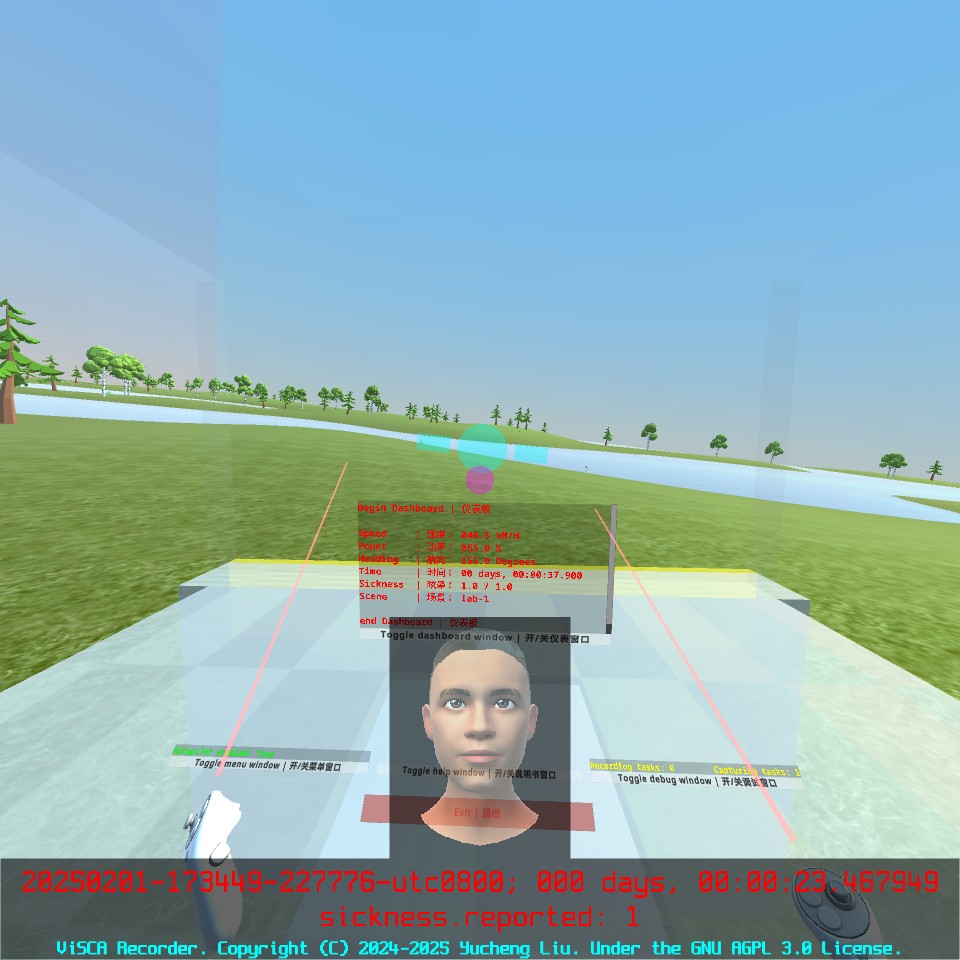 begin Dashboard | 仪表板
Speed | 速度: 046.5 kM/H
Power | 功率: 065.0 %
Heading | 航向: 356.0 Degrees
Time | 时间: 00 days, 00:00:37.900
Sickness | 眩晕: 1.0 / 1.0
Scene | 场景: lab-1
end Dashboard | 仪表板
Toggle dashboard window | 开/关仪表窗口
Toggle menu window | 开/关菜单窗口
Toggle help window | 开/关说明书窗口
Recording tasks: 0 Capturing tasks: 1
Toggle debug window | 开/关调试窗口
Exit | 退出
20250201-173449-227776-utc0800; 000 days, 00:00:23.467949
sickness.reported: 1
ViSCA Recorder. Copyright (C) 2024-2025 Yucheng Liu. Under the GNU AGPL 3.0 License.